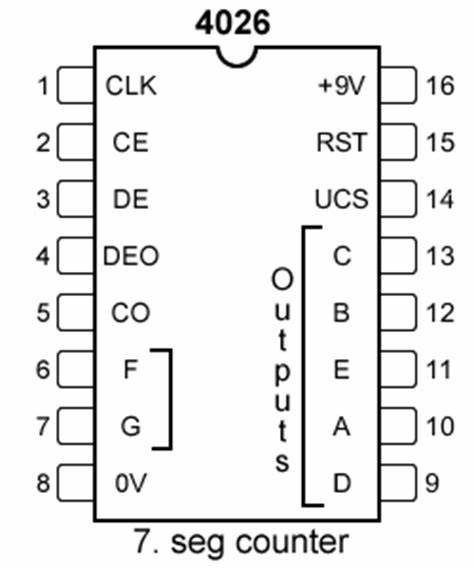 4026
1 CLK +9V 16
2 CE RST 15
3 DE UCS 14
4 DEO C 13
5 CO B 12
6 F E 11
7 G A 10
8 0V D 9
Outputs
7. seg counter